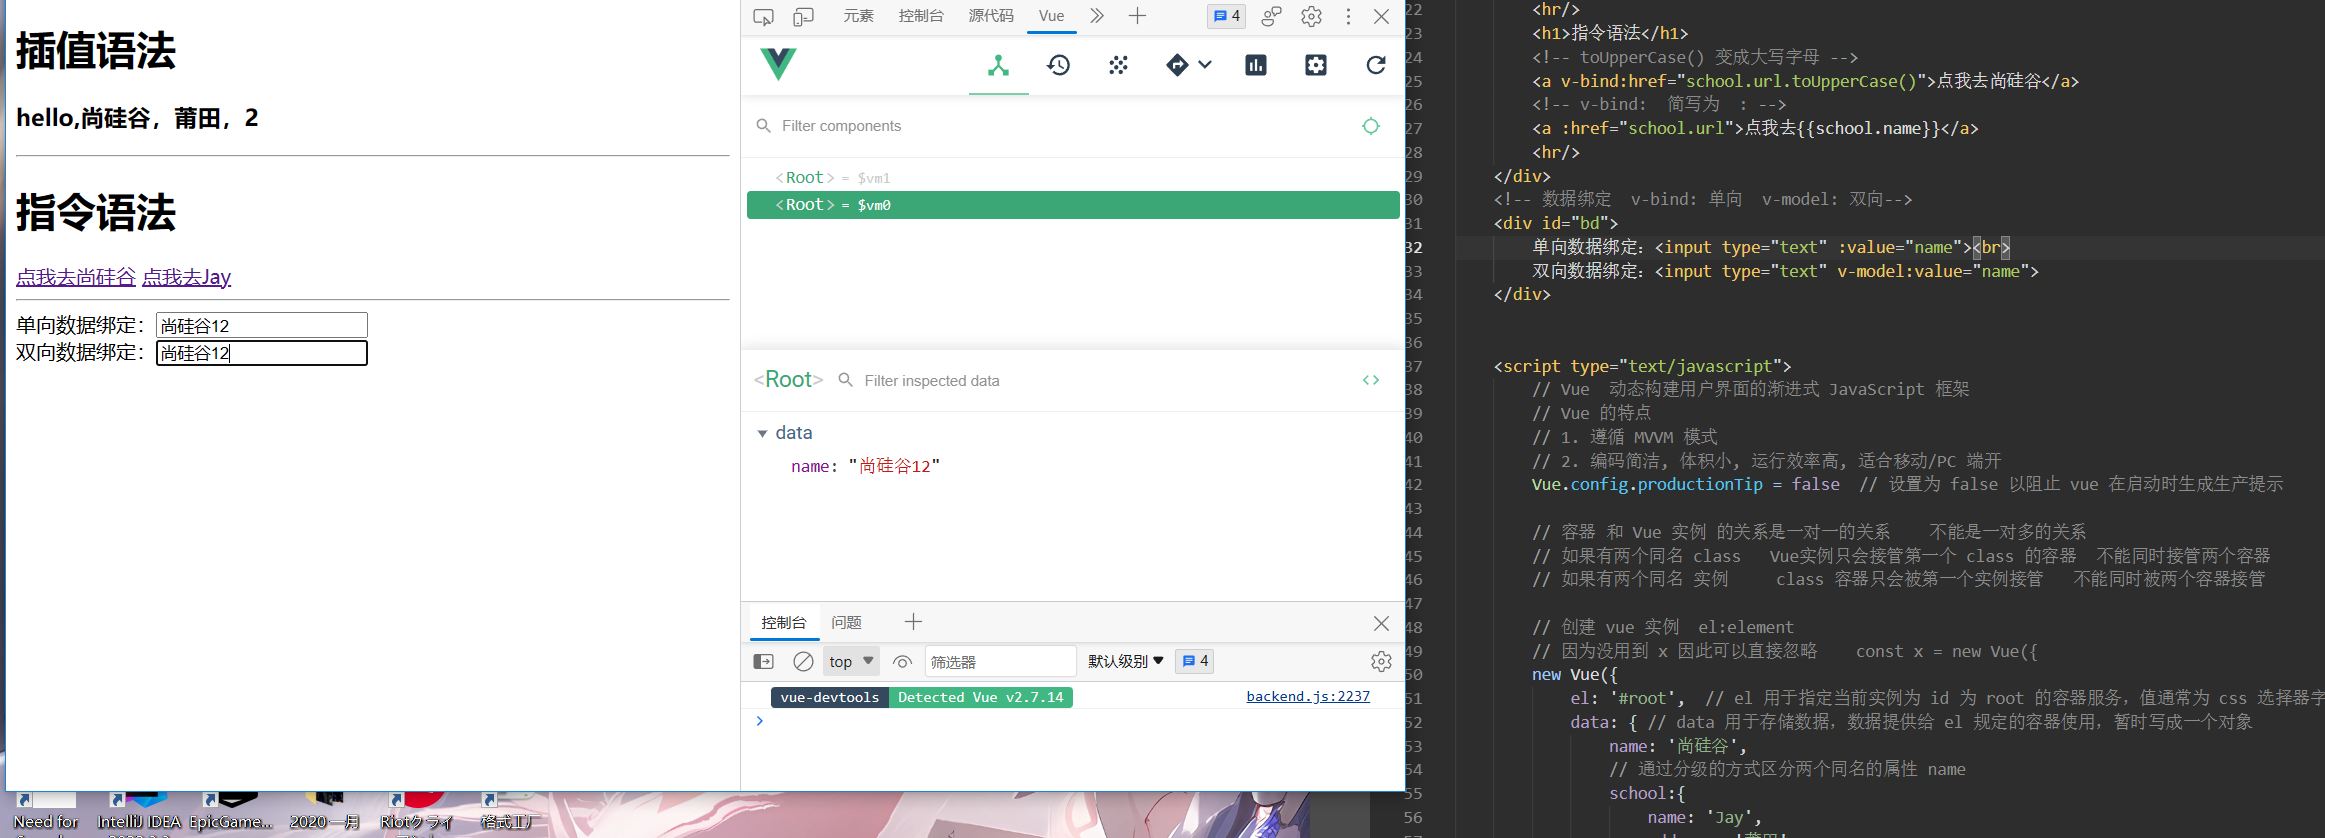 插值语法
hello,尚硅谷，莆田，2
指令语法
点我去尚硅谷 点我去Jay
单向数据绑定：尚硅谷12
双向数据绑定：尚硅谷12
元素 控制台 源代码 Vue 4
Filter components
<Root> = $vm1
<Root> = $vm0
<Root> Filter inspected data
data
name: "尚硅谷12"
控制台 问题
top 筛选器 默认级别 4
vue-devtools Detected Vue v2.7.14 backend.js:2237
22 <hr/>
23 <h1>指令语法</h1>
24 <!-- toUpperCase() 变成大写字母 -->
25 <a v-bind:href="school.url.toUpperCase()">点我去尚硅谷</a>
26 <!-- v-bind:  简写为  : -->
27 <a :href="school.url">点我去{{school.name}}</a>
28 <hr/>
29 </div>
30 <!-- 数据绑定  v-bind: 单向  v-model: 双向-->
31 <div id="bd">
32 单向数据绑定：<input type="text" :value="name"><br>
33 双向数据绑定：<input type="text" v-model:value="name">
34 </div>
35
36
37 <script type="text/javascript">
38 // Vue  动态构建用户界面的渐进式 JavaScript 框架
39 // Vue 的特点
40 // 1. 遵循 MVVM 模式
41 // 2. 编码简洁, 体积小, 运行效率高, 适合移动/PC 端开
42 Vue.config.productionTip = false  // 设置为 false 以阻止 vue 在启动时生成生产提示
43
44 // 容器 和 Vue 实例 的关系是一对一的关系    不能是一对多的关系
45 // 如果有两个同名 class   Vue实例只会接管第一个 class 的容器  不能同时接管两个容器
46 // 如果有两个同名 实例     class 容器只会被第一个实例接管   不能同时被两个容器接管
47
48 // 创建 vue 实例  el:element
49 // 因为没用到 x 因此可以直接忽略    const x = new Vue({
50 new Vue({
51 el: '#root',  // el 用于指定当前实例为 id 为 root 的容器服务，值通常为 css 选择器字
52 data: { // data 用于存储数据，数据提供给 el 规定的容器使用，暂时写成一个对象
53 name: '尚硅谷',
54 // 通过分级的方式区分两个同名的属性 name
55 school:{
56 name: 'Jay',
Need for IntelliJ IDEA EpicGame... 2020一月 Riotクライ 格式工厂